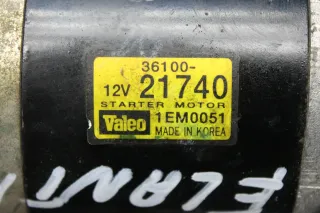 36100-
12V 21740
STARTER MOTOR
Valeo 1EM0051
MADE IN KOREA
ELANT